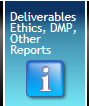 Deliverables
Ethics, DMP,
Other
Reports
i